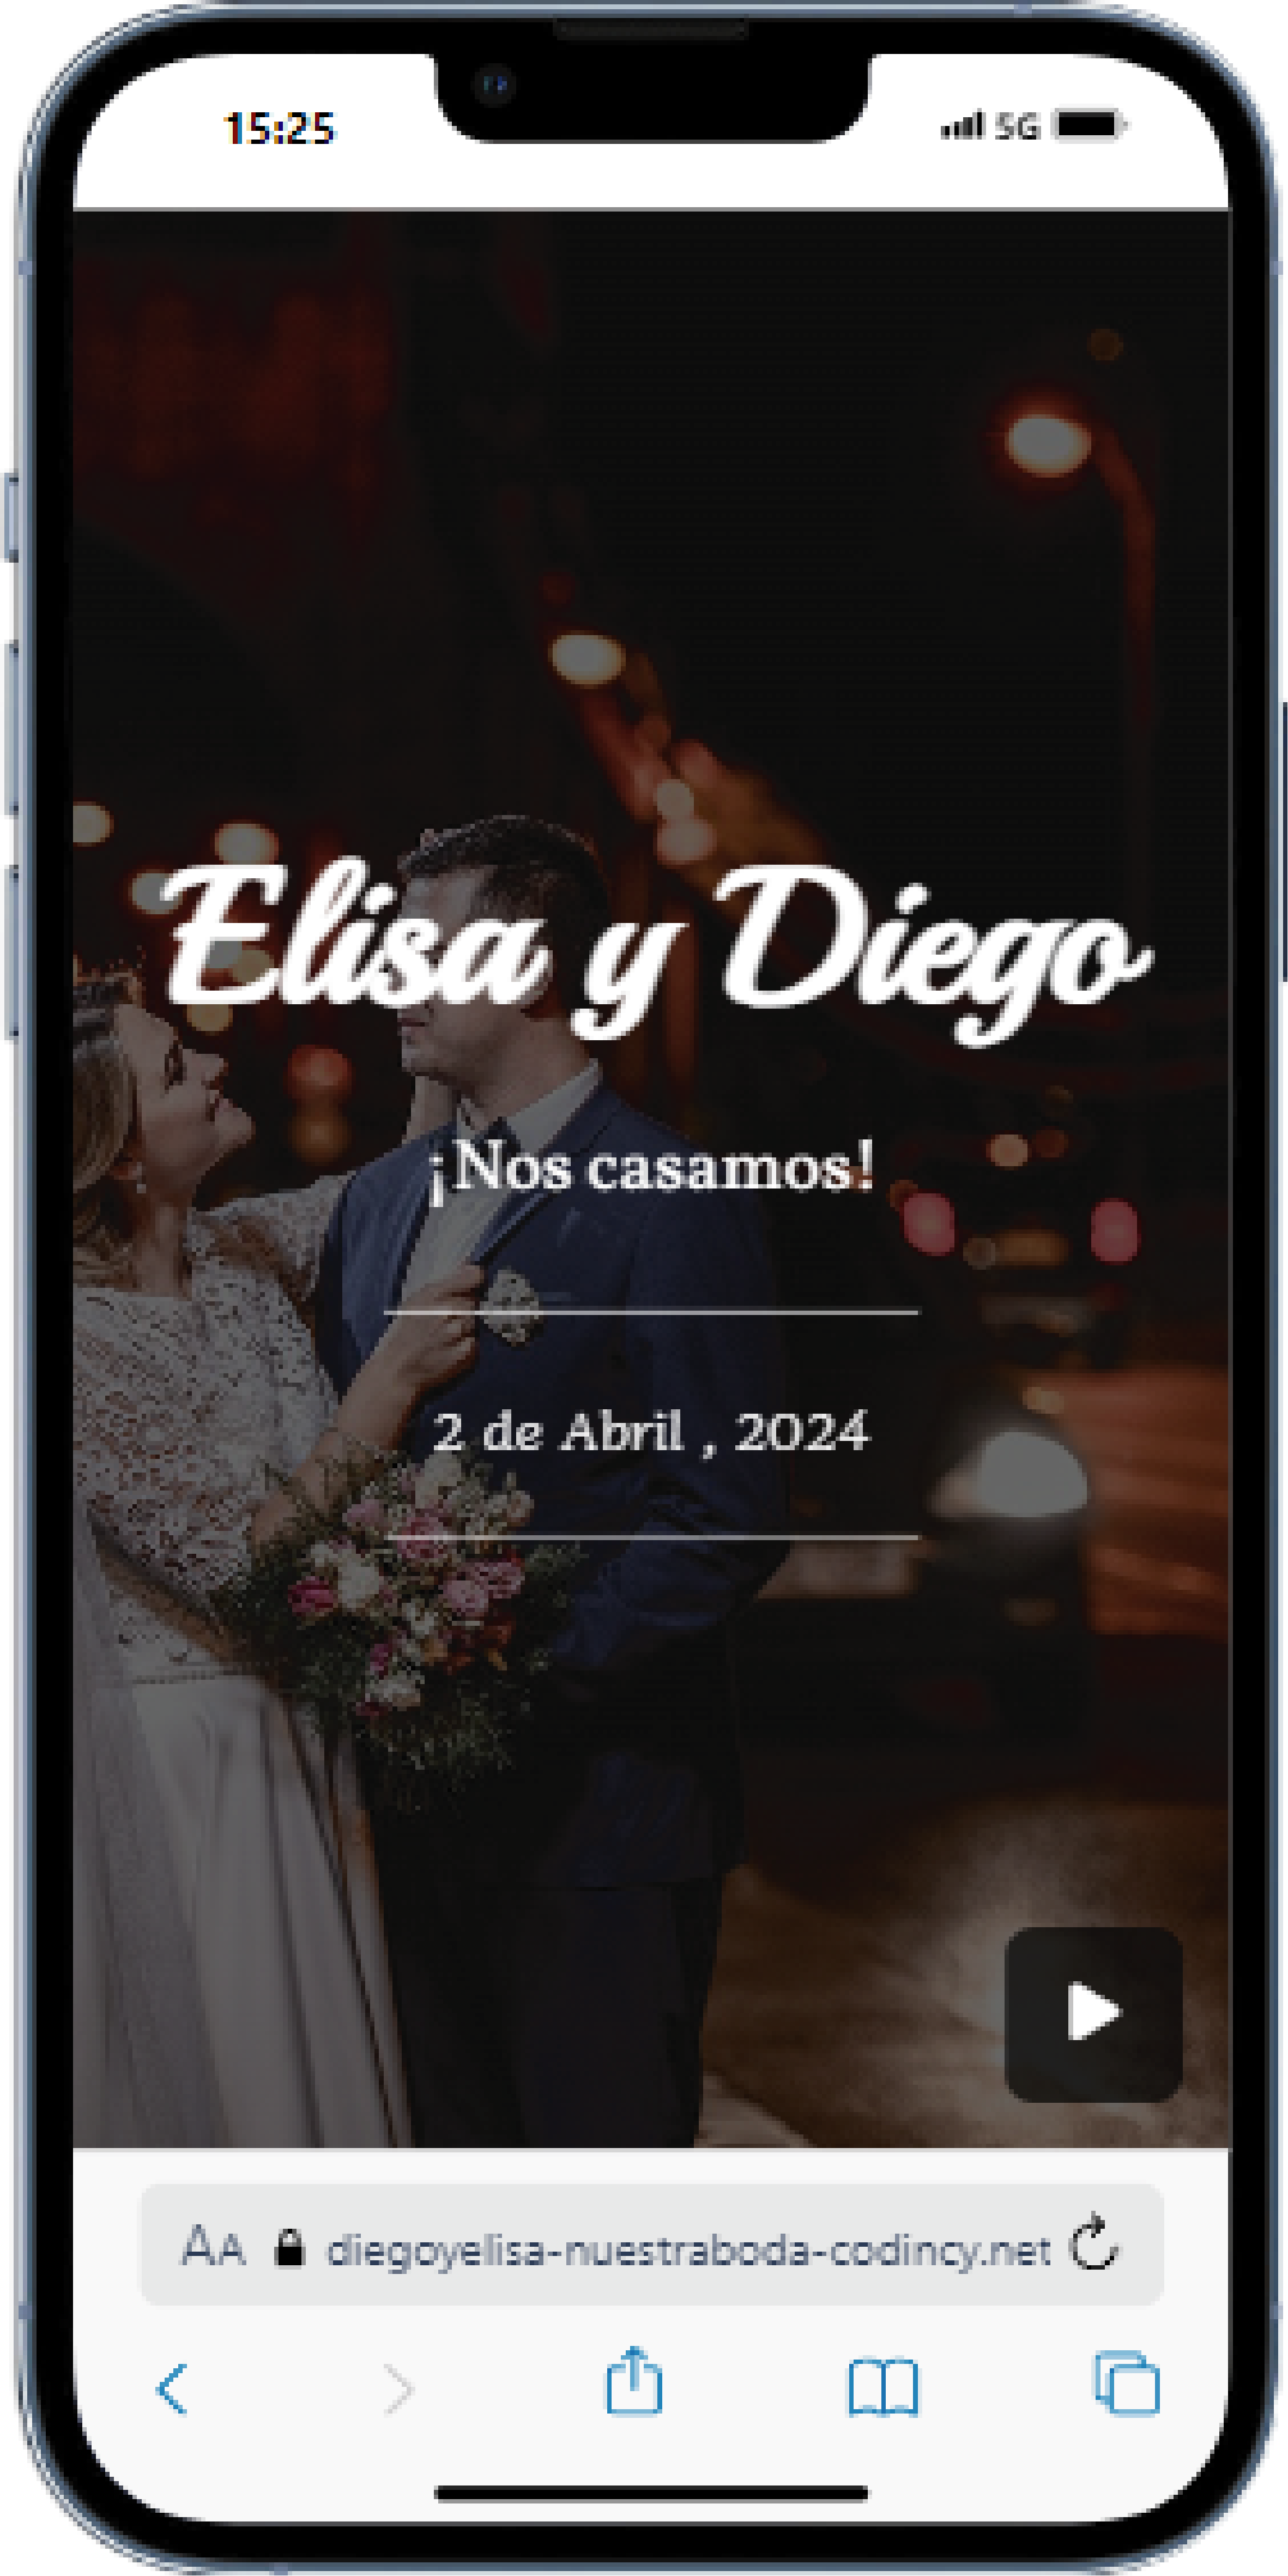 15:25
5G
Elisa y Diego
¡Nos casamos!
2 de Abril , 2024
AA diegoyelisa-nuestraboda-codincy.net